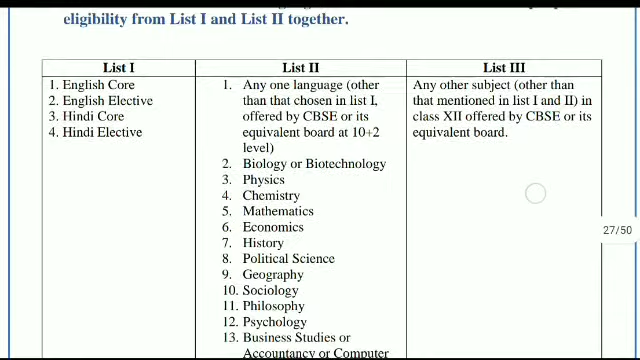 eligibility from List I and List II together.
List I
1. English Core
2. English Elective
3. Hindi Core
4. Hindi Elective
List II
1. Any one language (other
than that chosen in list I,
offered by CBSE or its
equivalent board at 10+2
level)
2. Biology or Biotechnology
3. Physics
4. Chemistry
5. Mathematics
6. Economics
7. History
8. Political Science
9. Geography
10. Sociology
11. Philosophy
12. Psychology
13. Business Studies or
Accountancy or Computer
List III
Any other subject (other than
that mentioned in list I and II) in
class XII offered by CBSE or its
equivalent board.
27/50